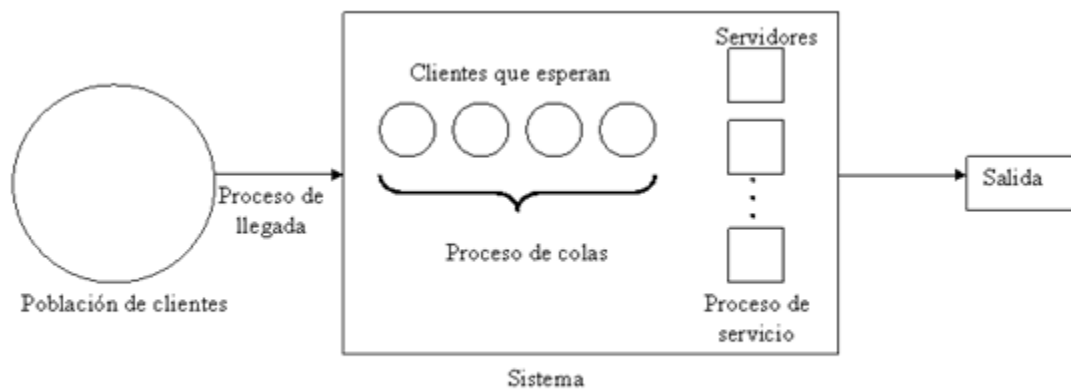 Servidores
Clientes que esperan
Proceso de
llegada
Salida
Proceso de colas
Población de clientes
Proceso de
servicio
Sistema